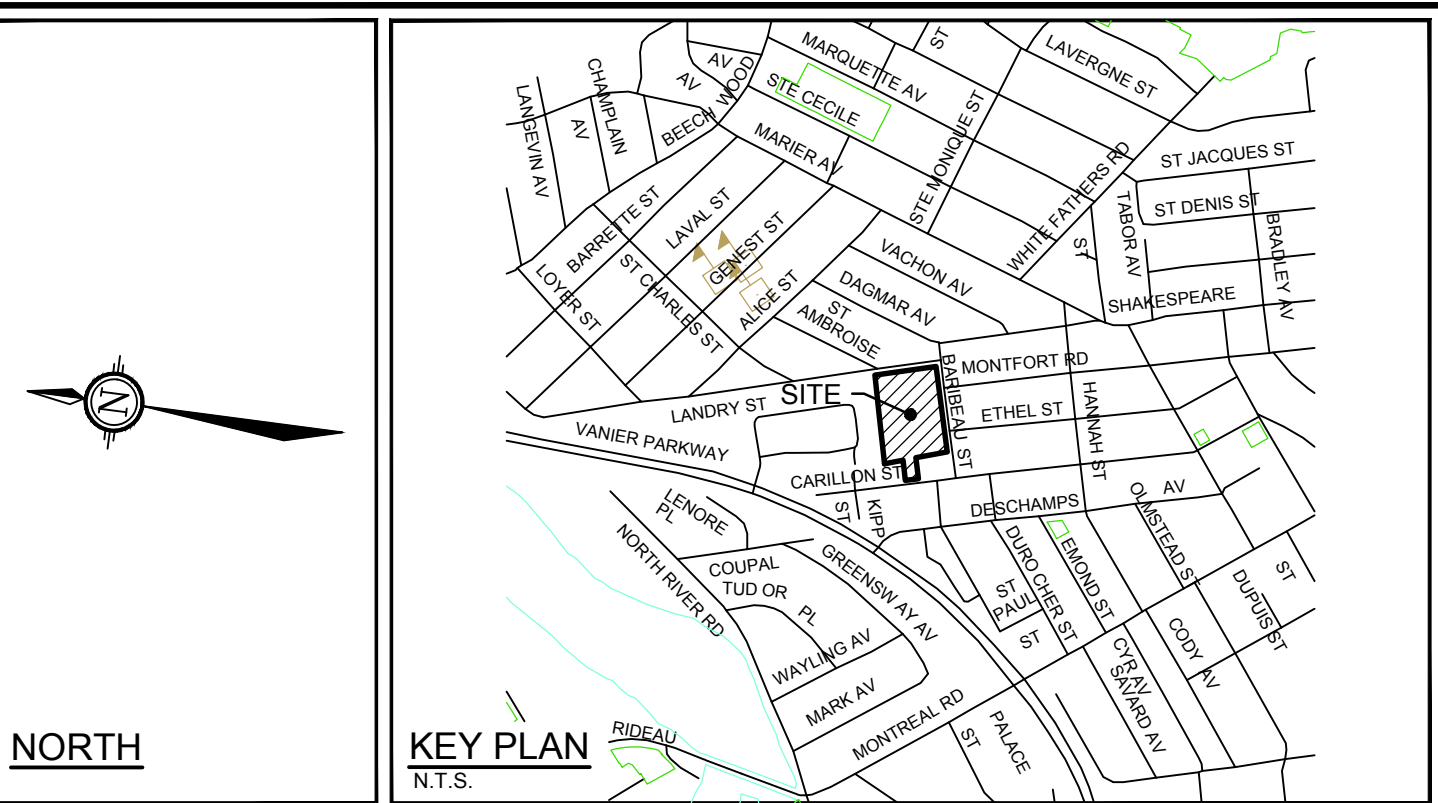 N
NORTH
KEY PLAN
N.T.S.
SITE
LANGEVIN AV
CHAMPLAIN
AV
AV
AV
BEECH WOOD
MARQUETTE AV
STE CECILE
ST
LAVERGNE ST
MARIER AV
STE MONIQUE ST
WHITE FATHERS RD
ST JACQUES ST
ST DENIS ST
TABOR AV
BRADLEY AV
SHAKESPEARE
ST
BARRETTE ST
LAVAL ST
GENEST ST
LOYER ST
ST CHARLES ST
ALICE ST
VACHON AV
DAGMAR AV
ST
AMBROISE
MONTFORT RD
BARIBEAU ST
ETHEL ST
HANNAH ST
LANDRY ST
VANIER PARKWAY
CARILLON ST
KIPP
ST
DESCHAMPS
AV
OLMSTEAD ST
LENORE
PL
NORTH RIVER RD
COUPAL
TUD OR
PL
GREENSW AY AV
WAYLING AV
MARK AV
ST
PAUL
ST
DURO CHER ST
EMOND ST
DUPUIS ST
ST
CODY AV
CYR AV
SAVARD AV
MONTREAL RD
PALACE
ST
RIDEAU